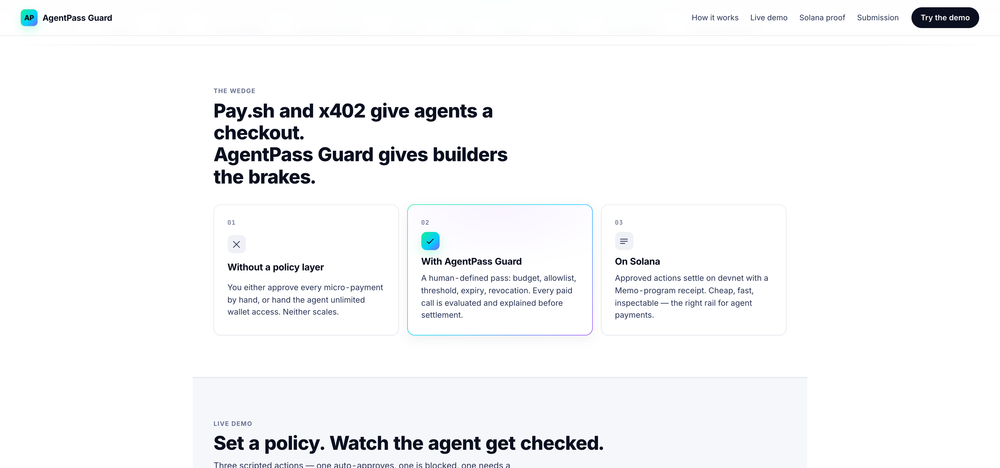 AP AgentPass Guard How it works Live demo Solana proof Submission Try the demo
THE WEDGE
Pay.sh and x402 give agents a
checkout.
AgentPass Guard gives builders
the brakes.
01
Without a policy layer
You either approve every micro-payment
by hand, or hand the agent unlimited
wallet access. Neither scales.
02
With AgentPass Guard
A human-defined pass: budget, allowlist,
threshold, expiry, revocation. Every paid
call is evaluated and explained before
settlement.
03
On Solana
Approved actions settle on devnet with a
Memo-program receipt. Cheap, fast,
inspectable — the right rail for agent
payments.
LIVE DEMO
Set a policy. Watch the agent get checked.
Three scripted actions — one auto-approves, one is blocked, one needs a